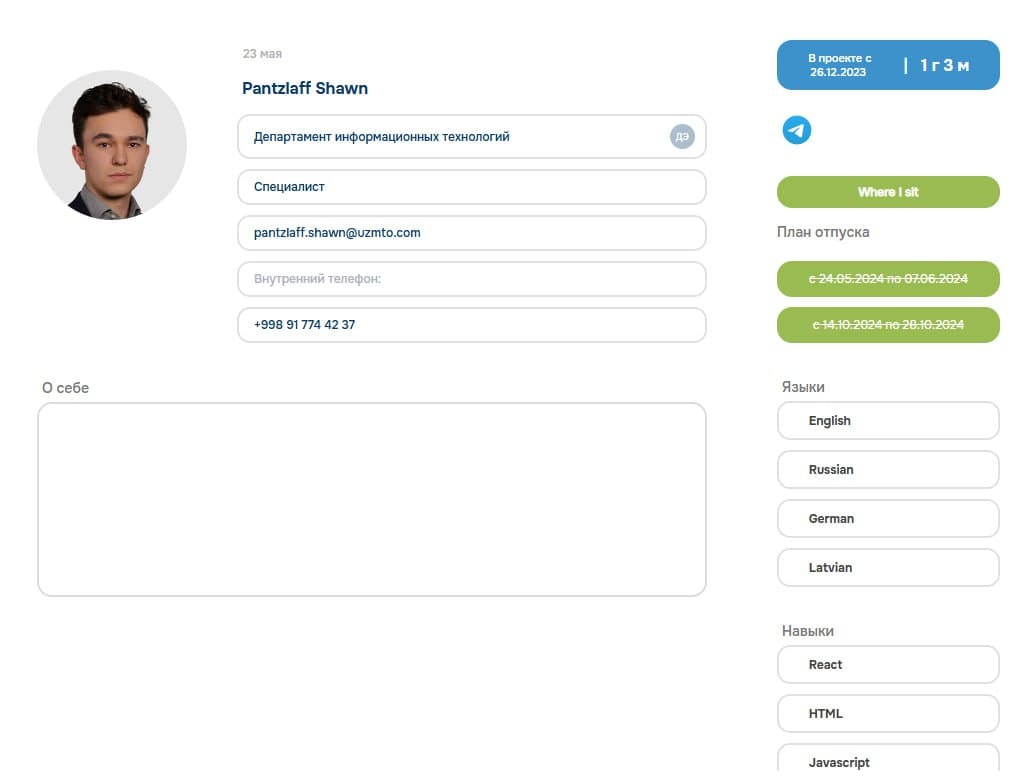 23 мая
Pantzlaff Shawn
Департамент информационных технологий
ДЭ
Специалист
pantzlaff.shawn@uzmto.com
Внутренний телефон:
+998 91 774 42 37
О себе
В проекте с
26.12.2023
| 1 г 3 м
Where I sit
План отпуска
с 24.05.2024 по 07.06.2024
с 14.10.2024 по 28.10.2024
Языки
English
Russian
German
Latvian
Навыки
React
HTML
Javascript